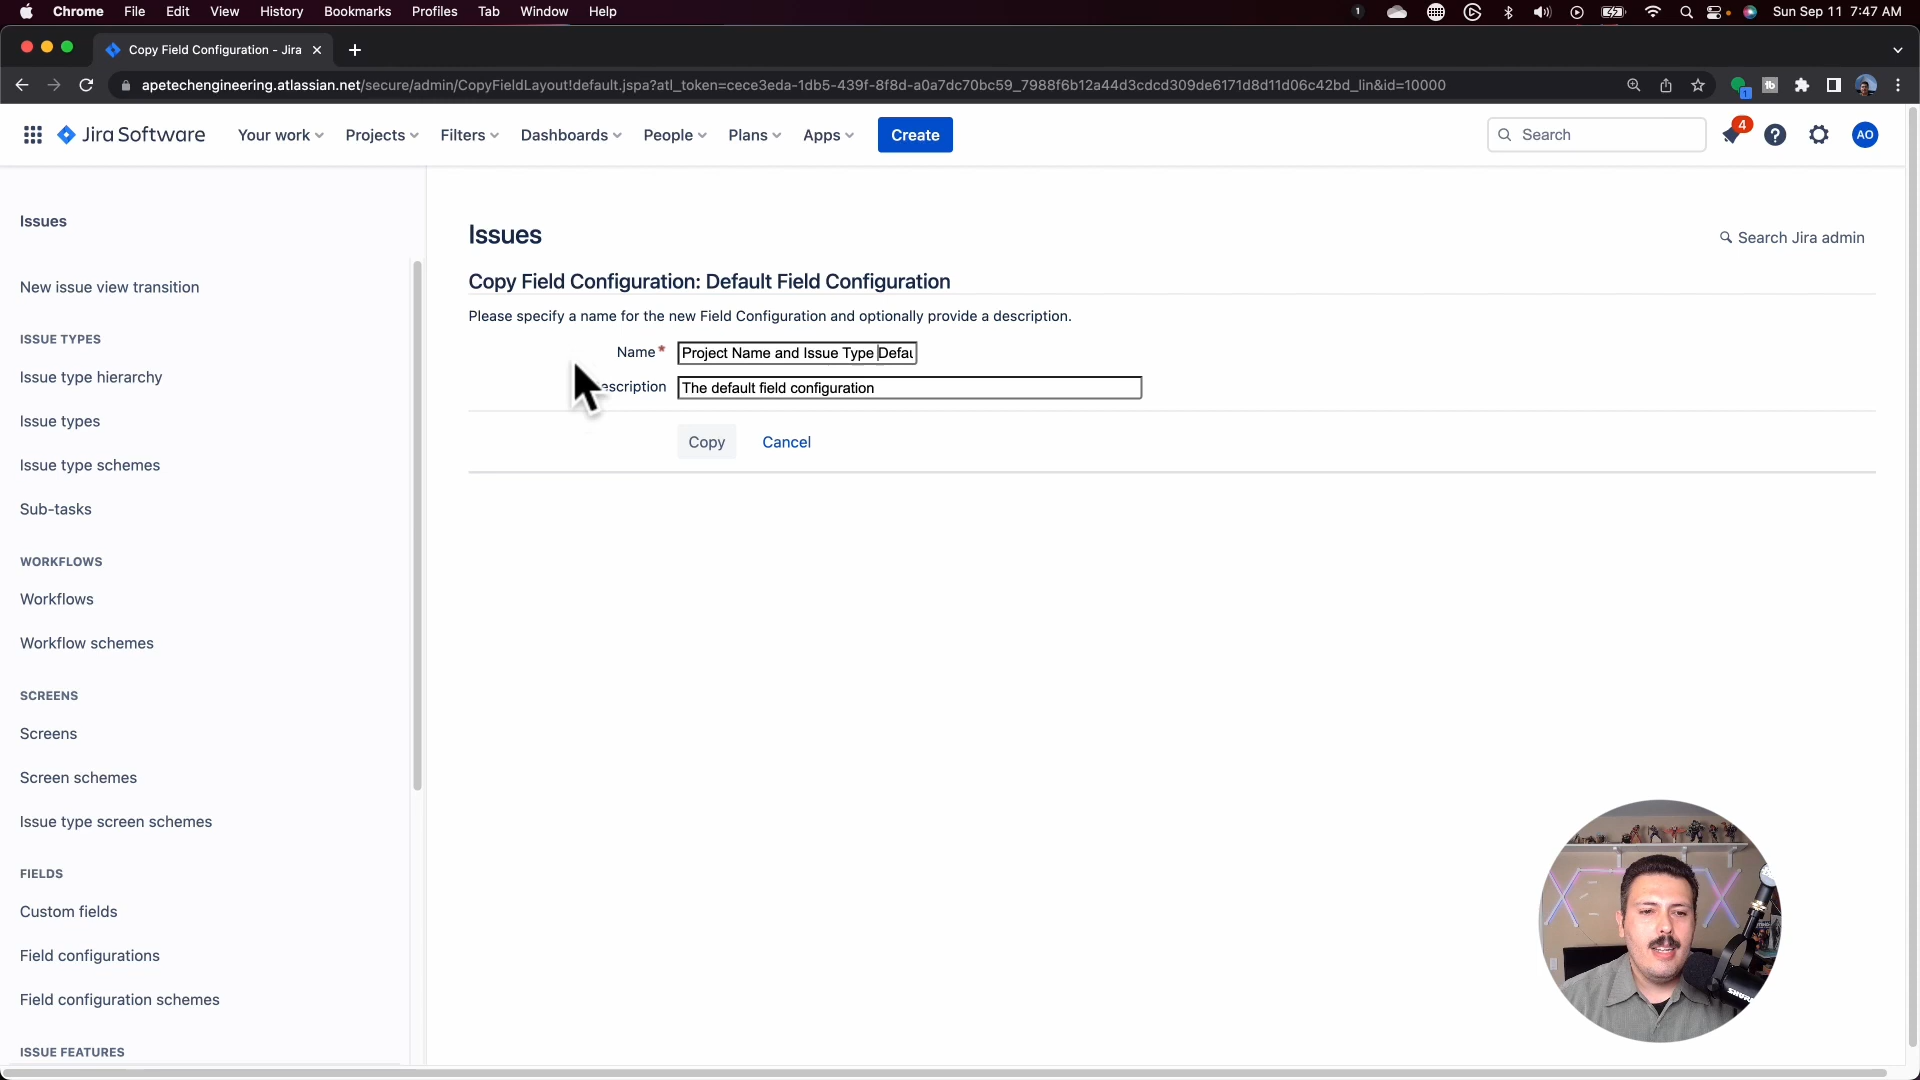 Chrome File Edit View History Bookmarks Profiles Tab Window Help
1
Sun Sep 11 7:47 AM
Copy Field Configuration - Jira
apetechengineering.atlassian.net/secure/admin/CopyFieldLayout!default.jspa?atl_token=cece3eda-1db5-439f-8f8d-a0a7dc70bc59_7988f6b12a44d3cdcd309de6171d8d11d06c42bd_lin&id=10000
1
tb
Jira Software
Your work
Projects
Filters
Dashboards
People
Plans
Apps
Create
Search
4
AO
Issues
New issue view transition
ISSUE TYPES
Issue type hierarchy
Issue types
Issue type schemes
Sub-tasks
WORKFLOWS
Workflows
Workflow schemes
SCREENS
Screens
Screen schemes
Issue type screen schemes
FIELDS
Custom fields
Field configurations
Field configuration schemes
ISSUE FEATURES
Issues
Search Jira admin
Copy Field Configuration: Default Field Configuration
Please specify a name for the new Field Configuration and optionally provide a description.
Name* Project Name and Issue Type Defau
escription The default field configuration
Copy Cancel
SHURE